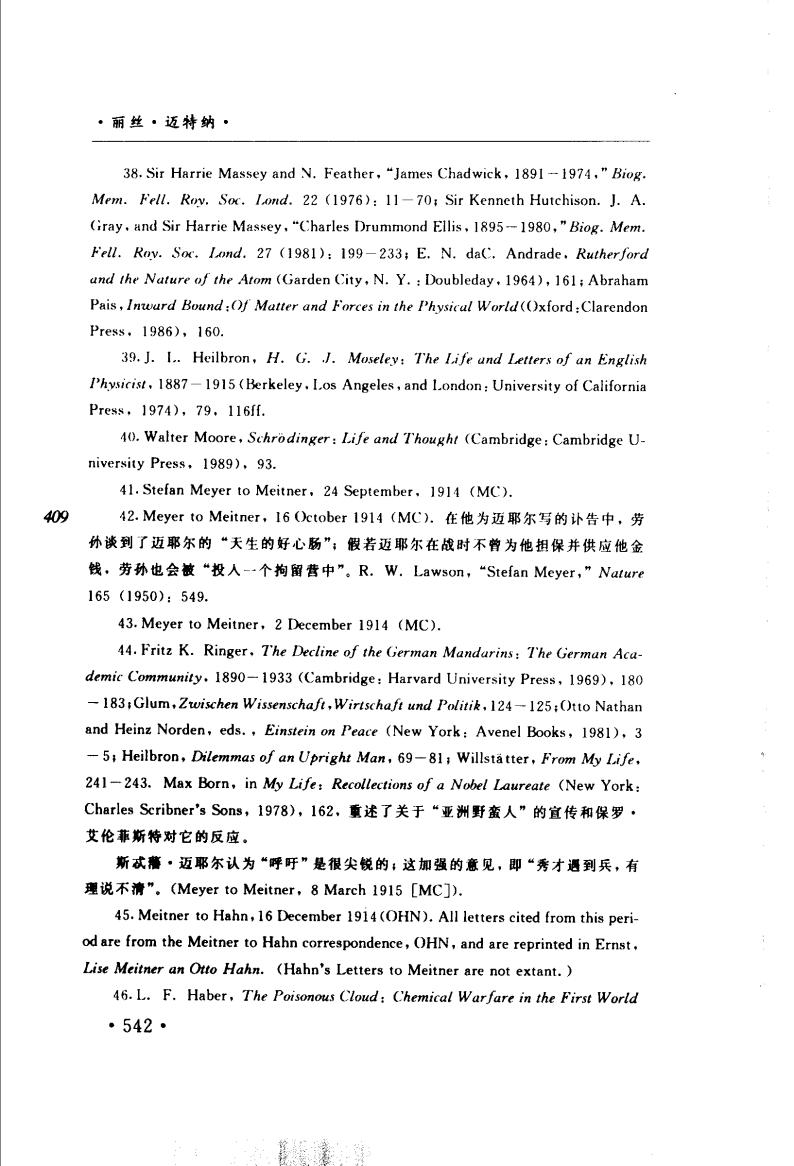 ·丽丝·迈特纳·
38. Sir Harrie Massey and N. Feather, “James Chadwick, 1891－1974,” Biog.
Mem. Fell. Roy. Soc. Lond. 22 (1976): 11－70; Sir Kenneth Hutchison. J. A.
Gray, and Sir Harrie Massey, “Charles Drummond Ellis, 1895－1980,” Biog. Mem.
Fell. Roy. Soc. Lond. 27 (1981): 199－233; E. N. daC. Andrade, Rutherford
and the Nature of the Atom (Garden City, N. Y. : Doubleday, 1964), 161; Abraham
Pais, Inward Bound: Of Matter and Forces in the Physical World (Oxford: Clarendon
Press, 1986), 160.
39. J. L. Heilbron, H. G. J. Moseley: The Life and Letters of an English
Physicist, 1887－1915 (Berkeley, Los Angeles, and London: University of California
Press, 1974), 79, 116ff.
40. Walter Moore, Schrödinger: Life and Thought (Cambridge: Cambridge U-
niversity Press, 1989), 93.
41. Stefan Meyer to Meitner, 24 September, 1914 (MC).
409 42. Meyer to Meitner, 16 October 1914 (MC). 在他为迈耶尔写的讣告中，劳
孙谈到了迈耶尔的“天生的好心肠”；假若迈耶尔在战时不曾为他担保并供应他金
钱，劳孙也会被“投入一个拘留营中”。R. W. Lawson, “Stefan Meyer,” Nature
165 (1950): 549.
43. Meyer to Meitner, 2 December 1914 (MC).
44. Fritz K. Ringer, The Decline of the German Mandarins: The German Aca-
demic Community, 1890－1933 (Cambridge: Harvard University Press, 1969), 180
－183; Glum, Zwischen Wissenschaft, Wirtschaft und Politik, 124－125; Otto Nathan
and Heinz Norden, eds. , Einstein on Peace (New York: Avenel Books, 1981), 3
－5; Heilbron, Dilemmas of an Upright Man, 69－81; Willstätter, From My Life,
241－243. Max Born, in My Life: Recollections of a Nobel Laureate (New York:
Charles Scribner's Sons, 1978), 162, 重述了关于“亚洲野蛮人”的宣传和保罗·
艾伦菲斯特对它的反应。
斯忒藩·迈耶尔认为“呼吁”是很尖锐的；这加强的意见，即“秀才遇到兵，有
理说不清”。(Meyer to Meitner, 8 March 1915 [MC]).
45. Meitner to Hahn, 16 December 1914 (OHN). All letters cited from this peri-
od are from the Meitner to Hahn correspondence, OHN, and are reprinted in Ernst,
Lise Meitner an Otto Hahn. (Hahn's Letters to Meitner are not extant. )
46. L. F. Haber, The Poisonous Cloud: Chemical Warfare in the First World
·542·